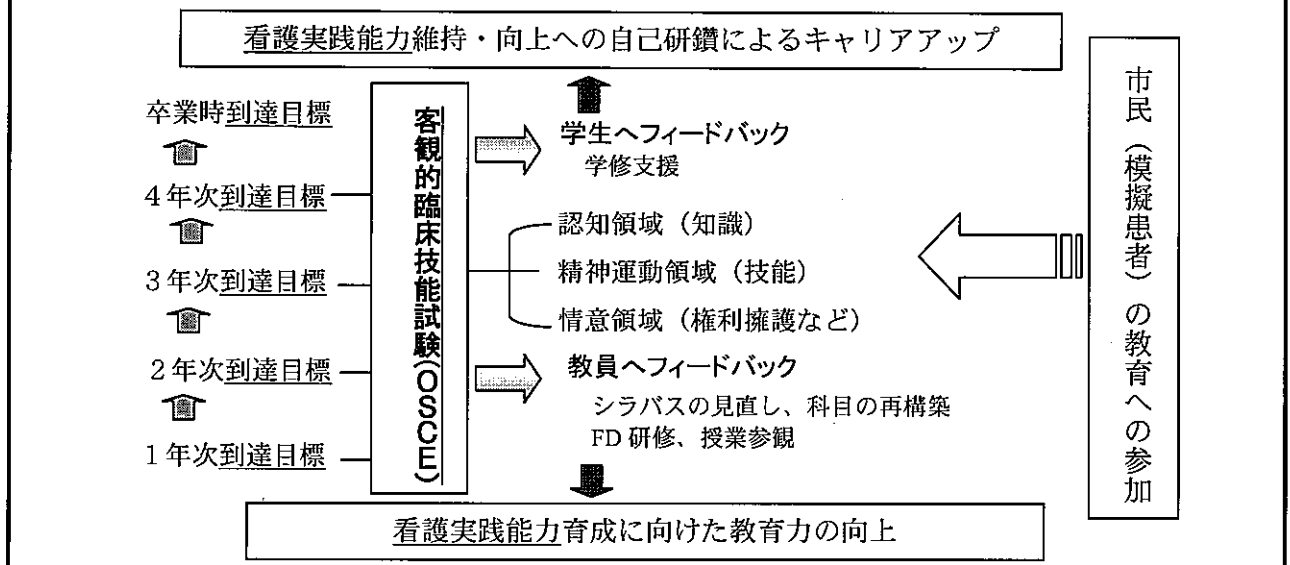 看護実践能力維持・向上への自己研鑽によるキャリアアップ
卒業時到達目標
4年次到達目標
3年次到達目標
2年次到達目標
1年次到達目標
客観的臨床技能試験(OSCE)
学生へフィードバック
学修支援
認知領域（知識）
精神運動領域（技能）
情意領域（権利擁護など）
教員へフィードバック
シラバスの見直し、科目の再構築
FD研修、授業参観
看護実践能力育成に向けた教育力の向上
市民（模擬患者）の教育への参加